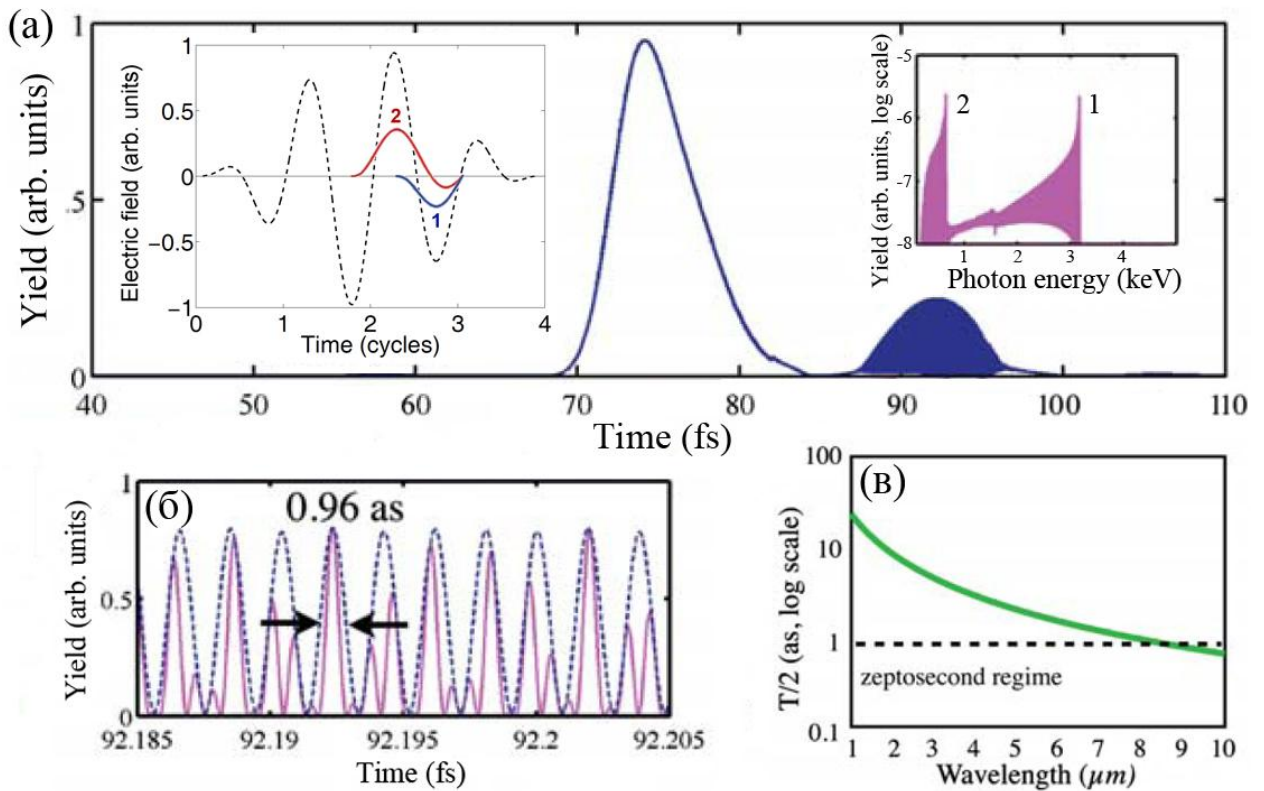 (а)
Yield (arb. units)
1
.5
0
40 50 60 70 80 90 100 110
Time (fs)
Electric field (arb. units)
1
0.5
0
−0.5
−1
0 1 2 3 4
Time (cycles)
2
1
Yield (arb. units, log scale)
-5
-6
-7
-8
1 2 3 4
Photon energy (keV)
2
1
(б)
0.96 as
Yield (arb. units)
1
0.5
0
92.185 92.19 92.195 92.2 92.205
Time (fs)
(в)
T/2 (as, log scale)
100
10
1
0.1
zeptosecond regime
1 2 3 4 5 6 7 8 9 10
Wavelength (μm)